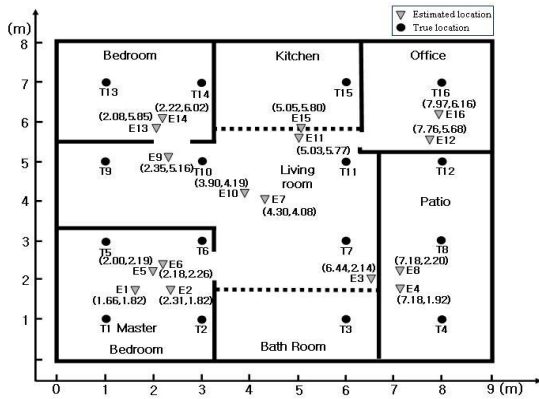 Estimated location
True location
(m)
8
Bedroom
Kitchen
Office
7
T13
T14
T15
T16
(2.22,6.02)
(7.97,6.16)
(2.08,5.85)
(5.05,5.80)
6
E14
E15
E16
E13
E11
(7.76,5.68)
E12
(5.03,5.77)
5
E9
T9
T10
T11
T12
(2.35,5.16)
Living
room
(3.90,4.19)
4
E10
E7
Patio
(4.30,4.08)
3
T5
T6
T7
T8
(2.00,2.19)
E6
(6.44,2.14)
(7.18,2.20)
2
E5
(2.18,2.26)
E3
E8
E1
E2
E4
(1.66,1.82)
(2.31,1.82)
(7.18,1.92)
1
T1
Master
T2
T3
T4
Bedroom
Bath Room
0 1 2 3 4 5 6 7 8 9 (m)